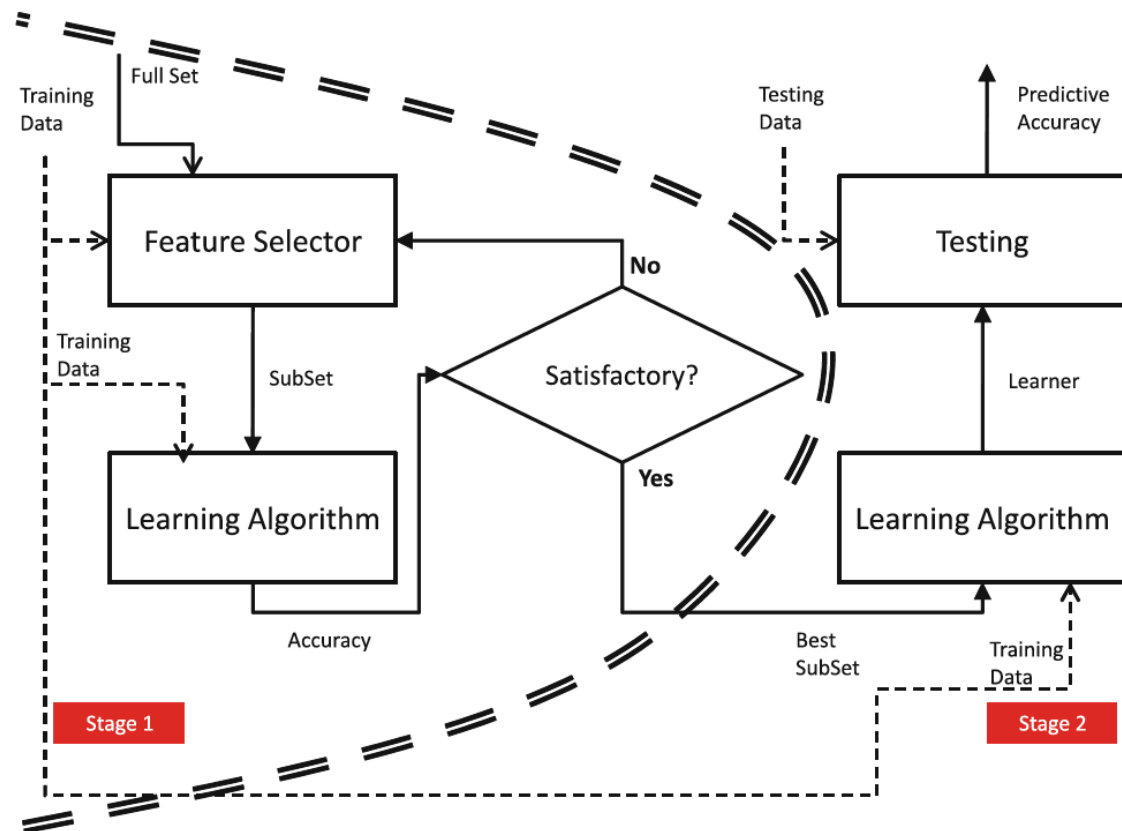 Full Set
Training
Data
Testing
Data
Predictive
Accuracy
Feature Selector
Testing
No
Training
Data
SubSet
Satisfactory?
Learner
Yes
Learning Algorithm
Learning Algorithm
Accuracy
Best
SubSet
Training
Data
Stage 1
Stage 2